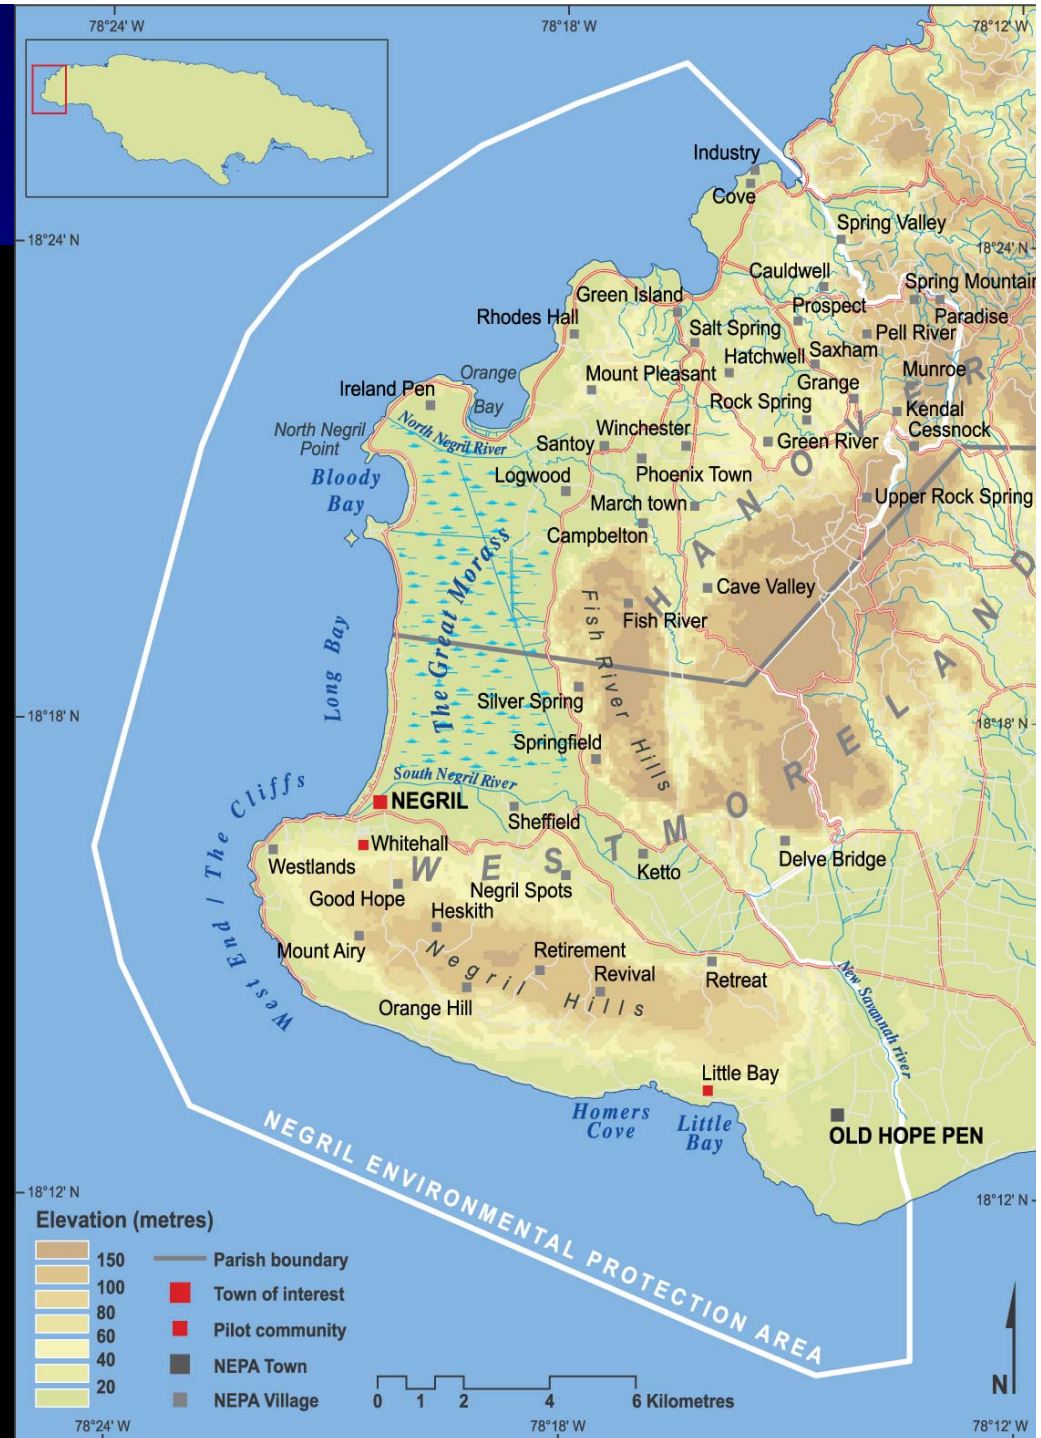 78°24' W
78°18' W
78°12' W
18°24' N
18°24' N
Industry
Cove
Spring Valley
Cauldwell
Spring Mountain
Green Island
Prospect
Paradise
Rhodes Hall
Salt Spring
Pell River
Hatchwell
Saxham
Munroe
Orange
Bay
Mount Pleasant
Grange
Ireland Pen
Rock Spring
Kendal
North Negril
Point
North Negril River
Winchester
Santoy
Green River
Cessnock
Bloody
Bay
Logwood
Phoenix Town
Upper Rock Spring
March town
Campbelton
HANOVER
The Great Morass
Cave Valley
Fish River
Fish River Hills
Long Bay
Silver Spring
18°18' N
18°18' N
Springfield
South Negril River
NEGRIL
Sheffield
WESTMORELAND
West End / The Cliffs
Whitehall
Westlands
Ketto
Delve Bridge
Good Hope
Negril Spots
Heskith
Mount Airy
Negril Hills
Retirement
Revival
Retreat
Orange Hill
New Savannah river
Little Bay
Homers
Cove
Little
Bay
OLD HOPE PEN
NEGRIL ENVIRONMENTAL PROTECTION AREA
18°12' N
18°12' N
Elevation (metres)
150
100
80
60
40
20
Parish boundary
Town of interest
Pilot community
NEPA Town
NEPA Village
0 1 2 4 6 Kilometres
N
78°24' W
78°18' W
78°12' W